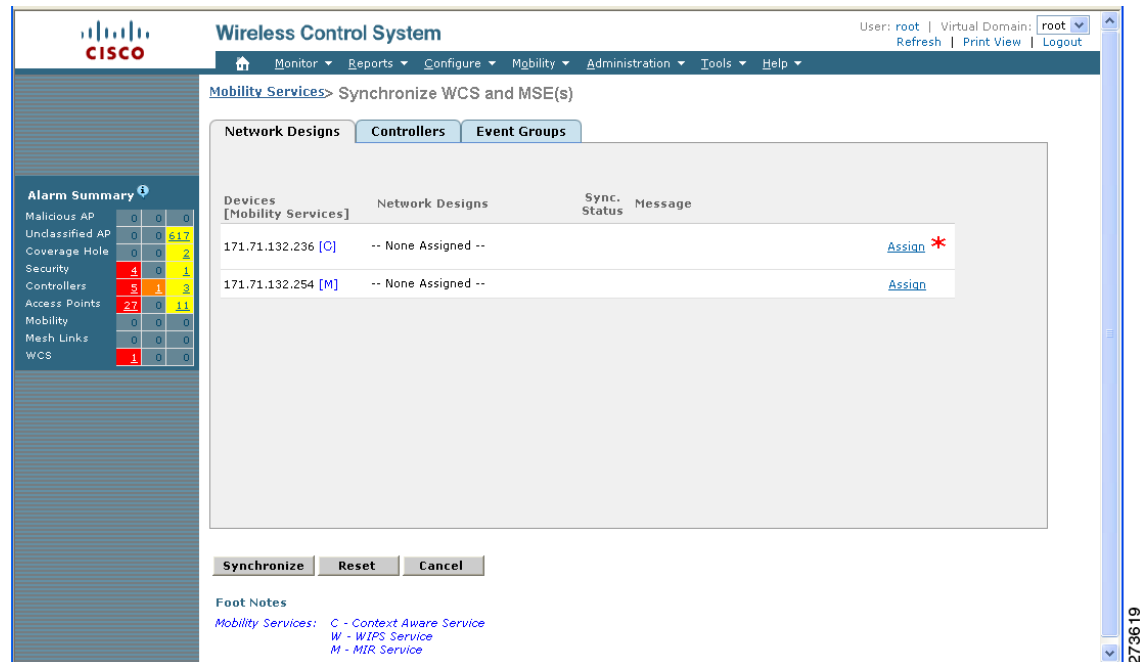 CISCO
Wireless Control System
User: root | Virtual Domain: root
Refresh | Print View | Logout
Monitor Reports Configure Mobility Administration Tools Help
Mobility Services> Synchronize WCS and MSE(s)
Network Designs Controllers Event Groups
Alarm Summary
Malicious AP 0 0 0
Unclassified AP 0 0 617
Coverage Hole 0 0 2
Security 4 0 1
Controllers 5 1 3
Access Points 27 0 11
Mobility 0 0 0
Mesh Links 0 0 0
WCS 1 0 0
Devices [Mobility Services] Network Designs Sync. Status Message
171.71.132.236 [C] -- None Assigned -- Assign *
171.71.132.254 [M] -- None Assigned -- Assign
Synchronize Reset Cancel
Foot Notes
Mobility Services: C - Context Aware Service
W - WIPS Service
M - MIR Service
273619